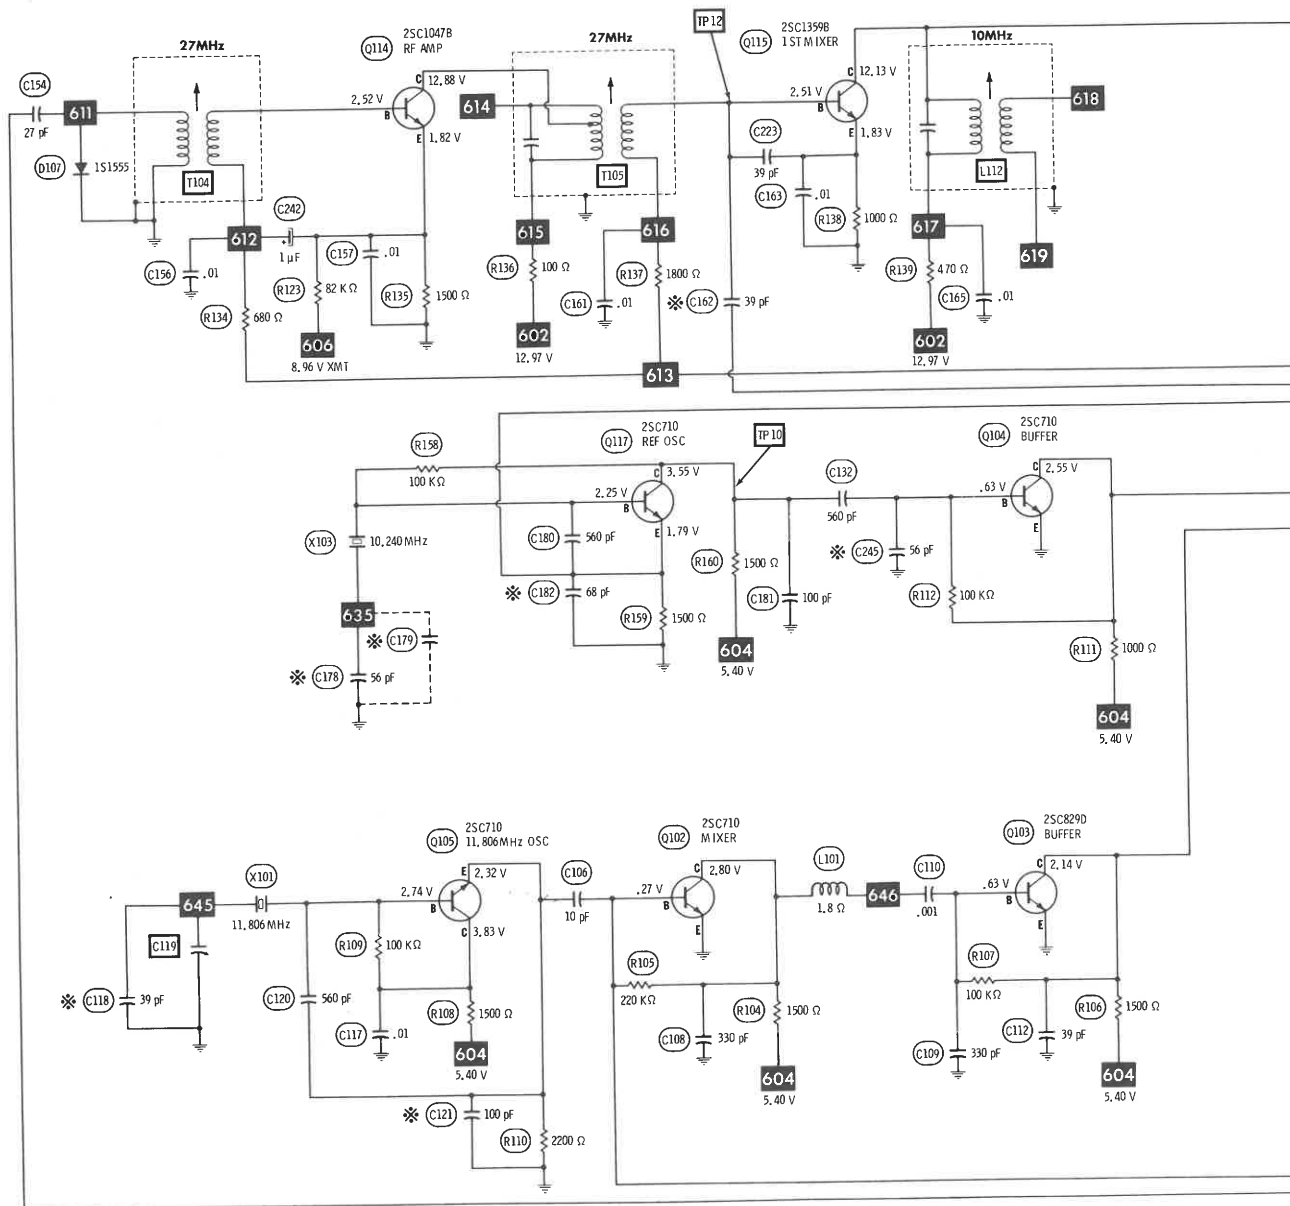 27MHz
C154
611
27 pF
D107
1S1555
T104
Q114
2SC1047B
RF AMP
2.52 V
B
C
12.88 V
E
1.82 V
612
C242
+
1 µF
C156
.01
R134
680 Ω
R123
82 KΩ
606
8.96 V XMT
C157
.01
R135
1500 Ω
27MHz
614
T105
615
R136
100 Ω
602
12.97 V
616
C161
.01
R137
1800 Ω
613
TP12
Q115
2SC1359B
1ST MIXER
2.51 V
B
C
12.13 V
E
1.83 V
C223
39 pF
C163
.01
R138
1000 Ω
※ C162
39 pF
10MHz
618
L112
617
619
R139
470 Ω
C165
.01
602
12.97 V
R158
100 KΩ
Q117
2SC710
REF OSC
C
3.55 V
2.25 V
B
E
1.79 V
X103
10.240MHz
C180
560 pF
※ C182
68 pF
R159
1500 Ω
635
※ C179
※ C178
56 pF
TP10
R160
1500 Ω
604
5.40 V
C181
100 pF
C132
560 pF
※ C245
56 pF
Q104
2SC710
BUFFER
C
2.55 V
.63 V
B
E
R112
100 KΩ
R111
1000 Ω
604
5.40 V
Q105
2SC710
11.806MHz OSC
E
2.32 V
2.74 V
B
C
3.83 V
X101
11.806 MHz
645
C119
※ C118
39 pF
R109
100 KΩ
C120
560 pF
C117
.01
R108
1500 Ω
604
5.40 V
※ C121
100 pF
R110
2200 Ω
C106
10 pF
Q102
2SC710
MIXER
C
2.80 V
.27 V
B
E
R105
220 KΩ
C108
330 pF
R104
1500 Ω
604
5.40 V
L101
1.8 Ω
646
C110
.001
Q103
2SC829D
BUFFER
C
2.14 V
.63 V
B
E
R107
100 KΩ
C109
330 pF
C112
39 pF
R106
1500 Ω
604
5.40 V